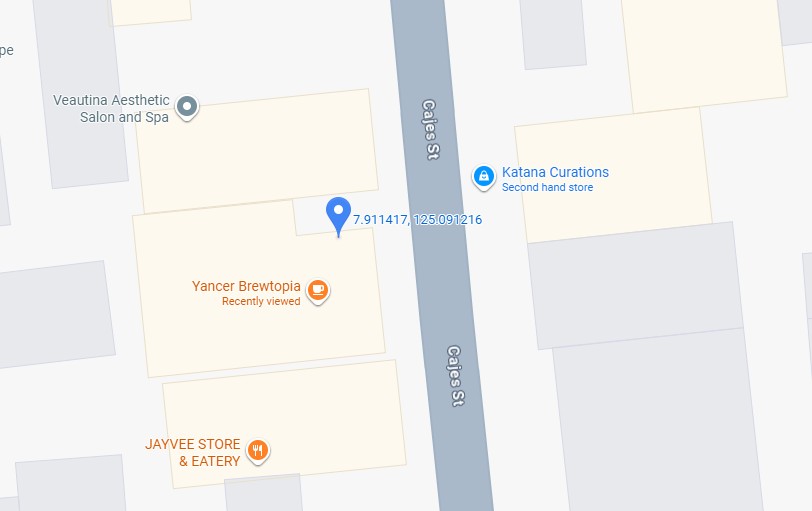 pe
Veautina Aesthetic
Salon and Spa
Cajes St
Katana Curations
Second hand store
7.911417, 125.091216
Yancer Brewtopia
Recently viewed
Cajes St
JAYVEE STORE
& EATERY